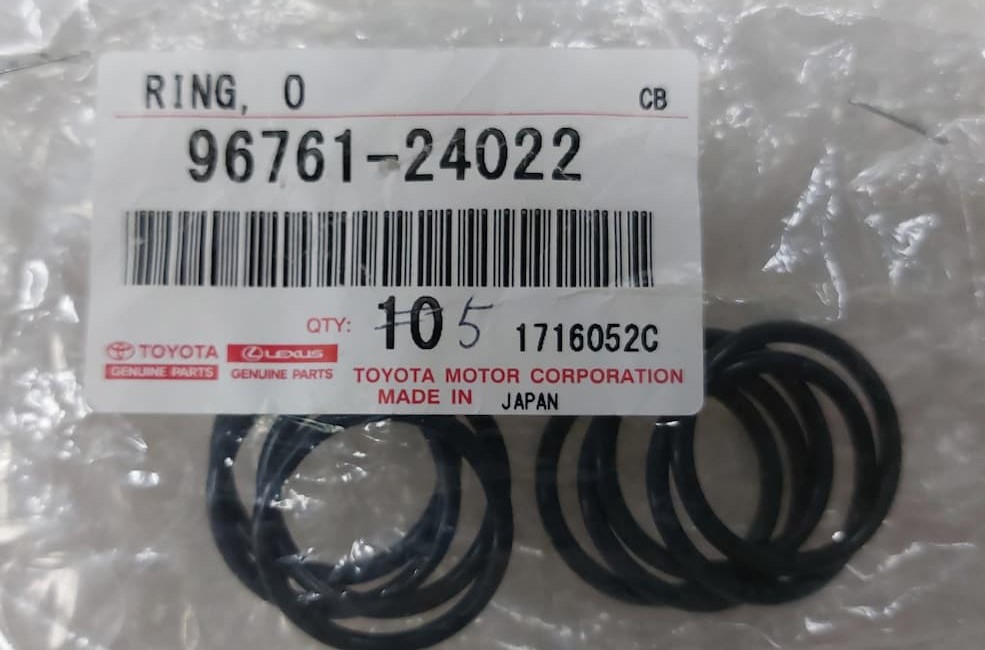 RING, O CB
96761-24022
QTY: 10 5 1716052C
TOYOTA LEXUS
GENUINE PARTS GENUINE PARTS
TOYOTA MOTOR CORPORATION
MADE IN JAPAN